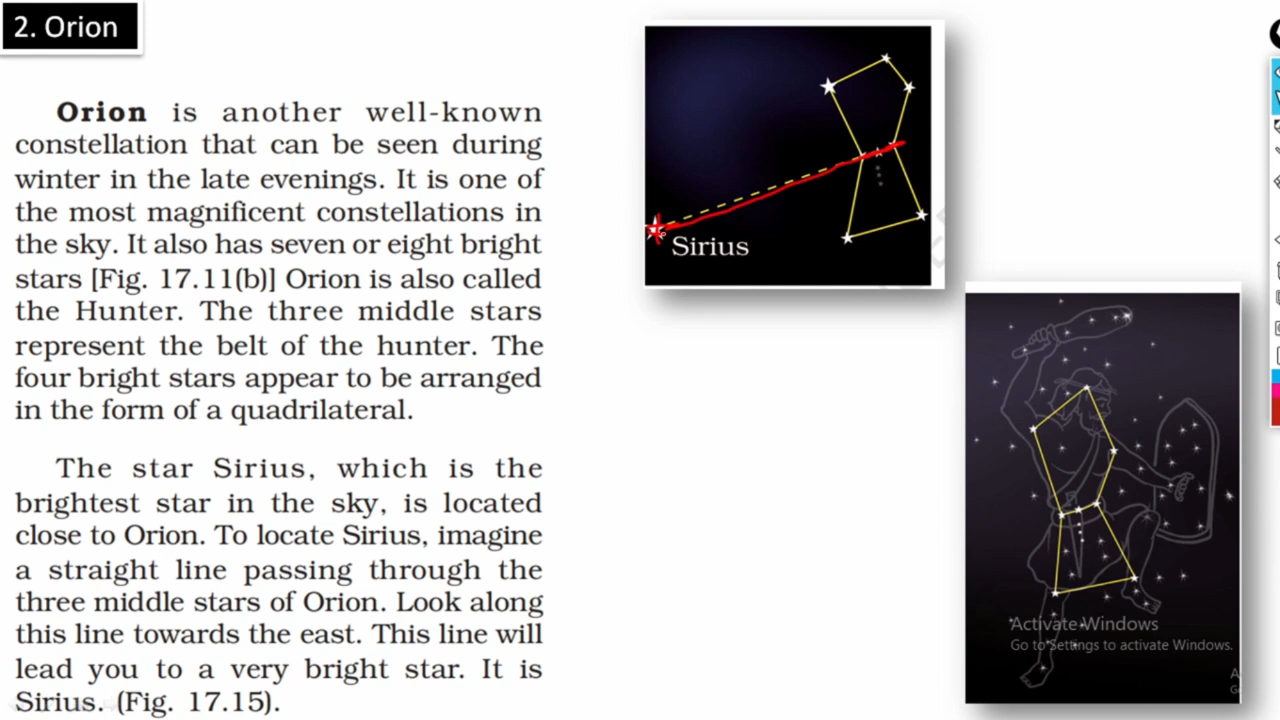 2. Orion
Orion is another well-known
constellation that can be seen during
winter in the late evenings. It is one of
the most magnificent constellations in
the sky. It also has seven or eight bright
stars [Fig. 17.11(b)] Orion is also called
the Hunter. The three middle stars
represent the belt of the hunter. The
four bright stars appear to be arranged
in the form of a quadrilateral.
The star Sirius, which is the
brightest star in the sky, is located
close to Orion. To locate Sirius, imagine
a straight line passing through the
three middle stars of Orion. Look along
this line towards the east. This line will
lead you to a very bright star. It is
Sirius. (Fig. 17.15).
Sirius
Activate Windows
Go to Settings to activate Windows.
A